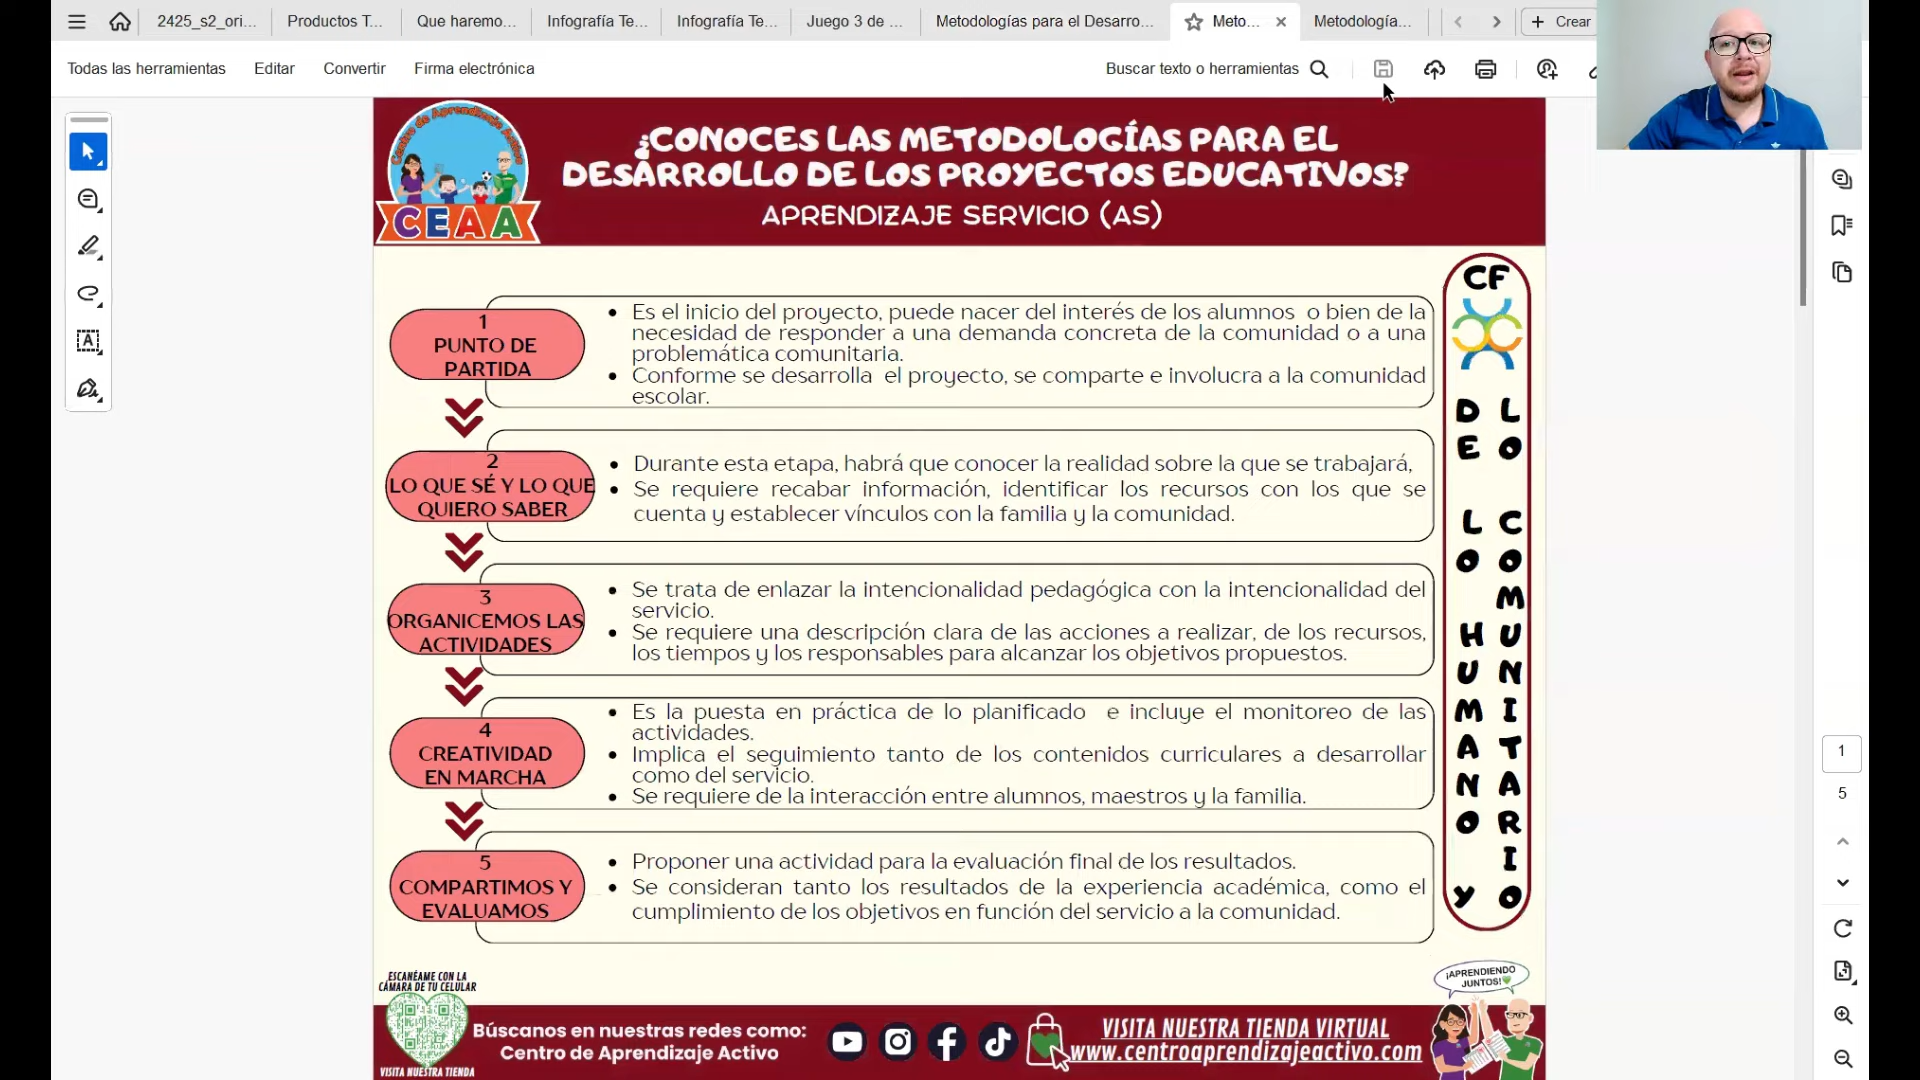 2425_s2_ori...
Productos T...
Que haremo...
Infografía Te...
Infografía Te...
Juego 3 de ...
Metodologías para el Desarro...
Meto...
Metodología...
Crear
Todas las herramientas
Editar
Convertir
Firma electrónica
Buscar texto o herramientas
Centro de Aprendizaje Activo
CEAA
¿CONOCES LAS METODOLOGÍAS PARA EL
DESARROLLO DE LOS PROYECTOS EDUCATIVOS?
APRENDIZAJE SERVICIO (AS)
1
PUNTO DE
PARTIDA
• Es el inicio del proyecto, puede nacer del interés de los alumnos o bien de la
necesidad de responder a una demanda concreta de la comunidad o a una
problemática comunitaria.
• Conforme se desarrolla el proyecto, se comparte e involucra a la comunidad
escolar.
2
LO QUE SÉ Y LO QUE
QUIERO SABER
• Durante esta etapa, habrá que conocer la realidad sobre la que se trabajará,
• Se requiere recabar información, identificar los recursos con los que se
cuenta y establecer vínculos con la familia y la comunidad.
3
ORGANICEMOS LAS
ACTIVIDADES
• Se trata de enlazar la intencionalidad pedagógica con la intencionalidad del
servicio.
• Se requiere una descripción clara de las acciones a realizar, de los recursos,
los tiempos y los responsables para alcanzar los objetivos propuestos.
4
CREATIVIDAD
EN MARCHA
• Es la puesta en práctica de lo planificado e incluye el monitoreo de las
actividades.
• Implica el seguimiento tanto de los contenidos curriculares a desarrollar
como del servicio.
• Se requiere de la interacción entre alumnos, maestros y la familia.
5
COMPARTIMOS Y
EVALUAMOS
• Proponer una actividad para la evaluación final de los resultados.
• Se consideran tanto los resultados de la experiencia académica, como el
cumplimiento de los objetivos en función del servicio a la comunidad.
CF
DE LO HUMANO Y
LO COMUNITARIO
1
5
ESCANÉAME CON LA
CÁMARA DE TU CELULAR
VISITA NUESTRA TIENDA
Búscanos en nuestras redes como:
Centro de Aprendizaje Activo
VISITA NUESTRA TIENDA VIRTUAL
www.centroaprendizajeactivo.com
¡APRENDIENDO
JUNTOS!